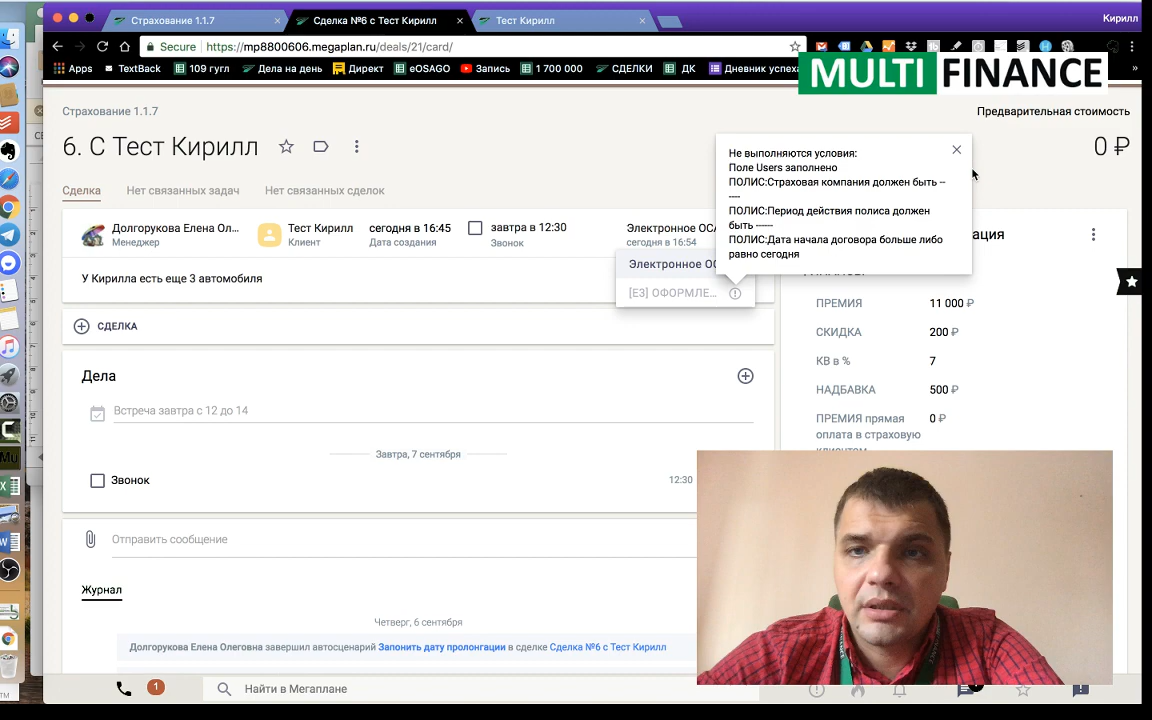 Страхование 1.1.7
Сделка №6 с Тест Кирилл
Тест Кирилл
Кирилл
Secure
https://mp8800606.megaplan.ru/deals/21/card/
Apps
TextBack
109 гугл
Дела на день
Директ
eOSAGO
Запись
1 700 000
СДЕЛКИ
ДК
Дневник успеха
»
MULTI FINANCE
Страхование 1.1.7
Предварительная стоимость
6. С Тест Кирилл
0 ₽
Сделка
Нет связанных задач
Нет связанных сделок
Не выполняются условия:
Поле Users заполнено
ПОЛИС:Страховая компания должен быть --
----
ПОЛИС:Период действия полиса должен
быть ------
ПОЛИС:Дата начала договора больше либо
равно сегодня
Долгорукова Елена Ол...
Менеджер
Тест Кирилл
Клиент
сегодня в 16:45
Дата создания
завтра в 12:30
Звонок
сегодня в 16:54
[E3] ОФОРМЛЕ...
У Кирилла есть еще 3 автомобиля
СДЕЛКА
ПРЕМИЯ
11 000 ₽
СКИДКА
200 ₽
КВ в %
7
НАДБАВКА
500 ₽
ПРЕМИЯ прямая
оплата в страховую
0 ₽
Дела
Встреча завтра с 12 до 14
Завтра, 7 сентября
Звонок
12:30
Отправить сообщение
Журнал
Четверг, 6 сентября
Долгорукова Елена Олеговна завершил автосценарий Запонить дату пролонгации в сделке Сделка №6 с Тест Кирилл
1
Найти в Мегаплане